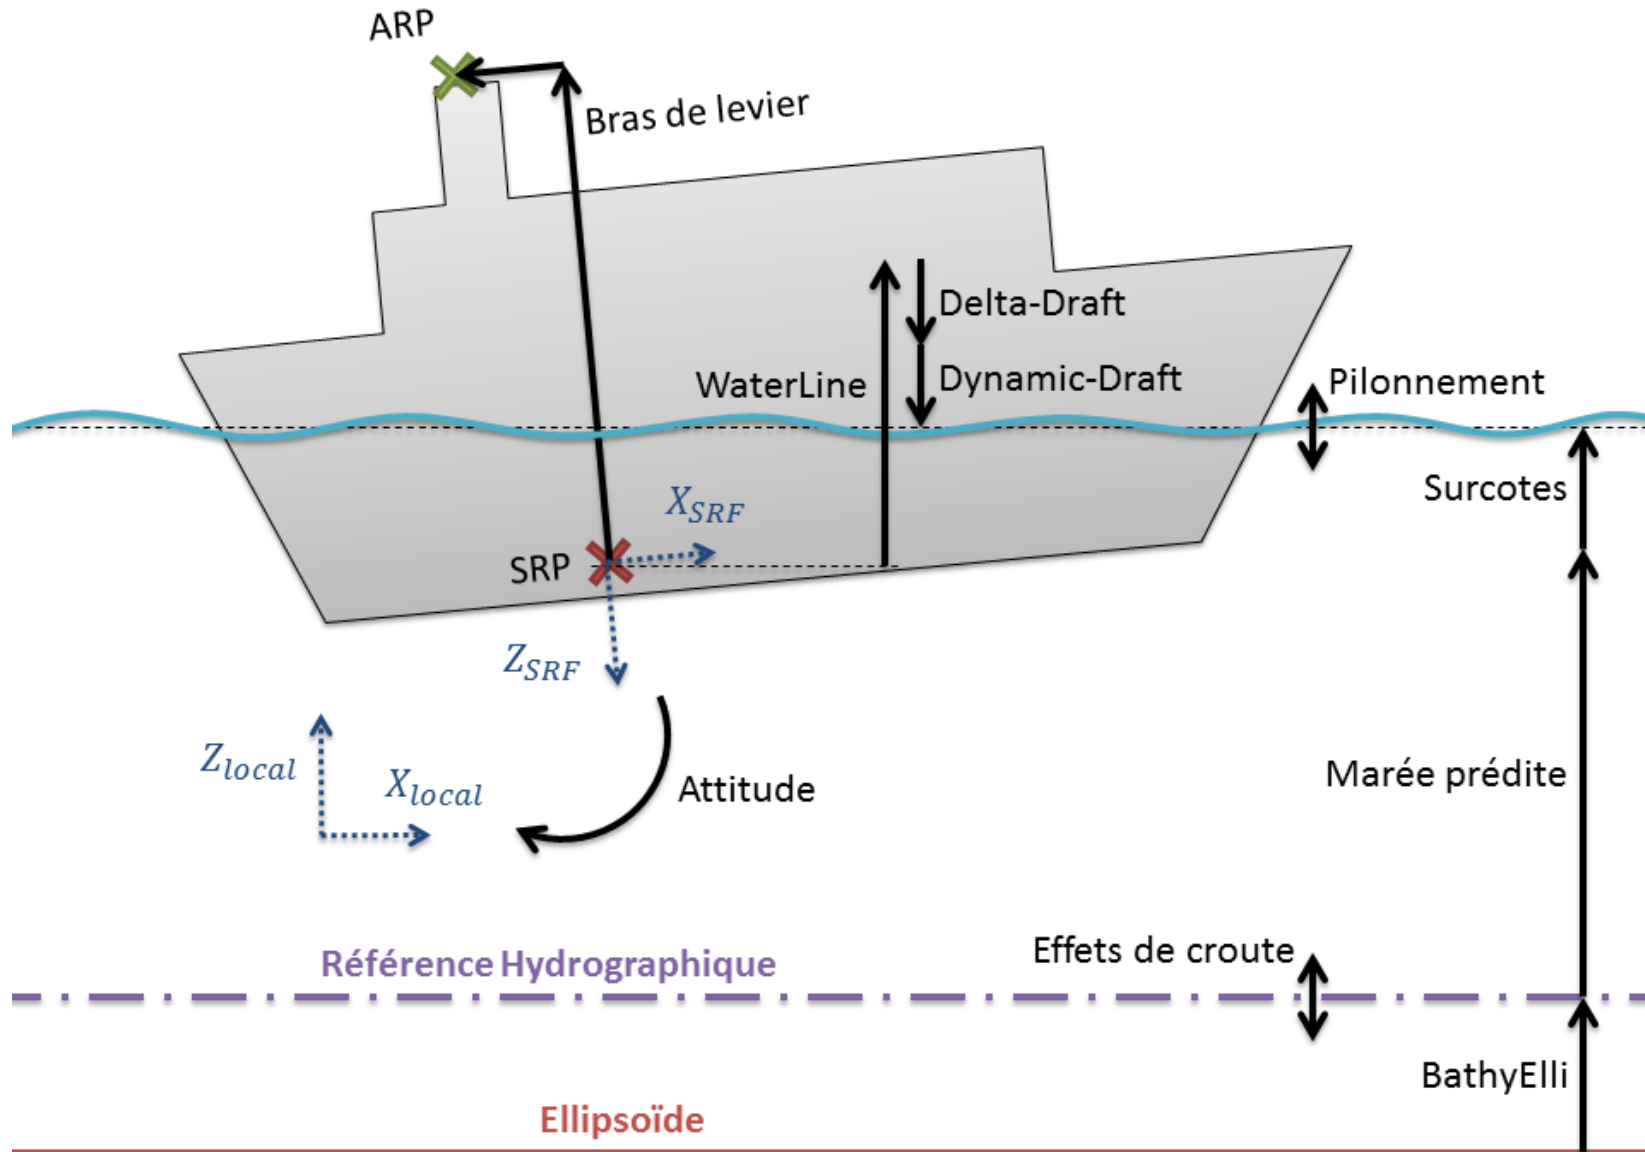 ARP
Bras de levier
Delta-Draft
WaterLine
Dynamic-Draft
Pilonnement
Surcotes
X_SRF
SRP
Z_SRF
Z_local
X_local
Attitude
Marée prédite
Effets de croute
Référence Hydrographique
BathyElli
Ellipsoïde